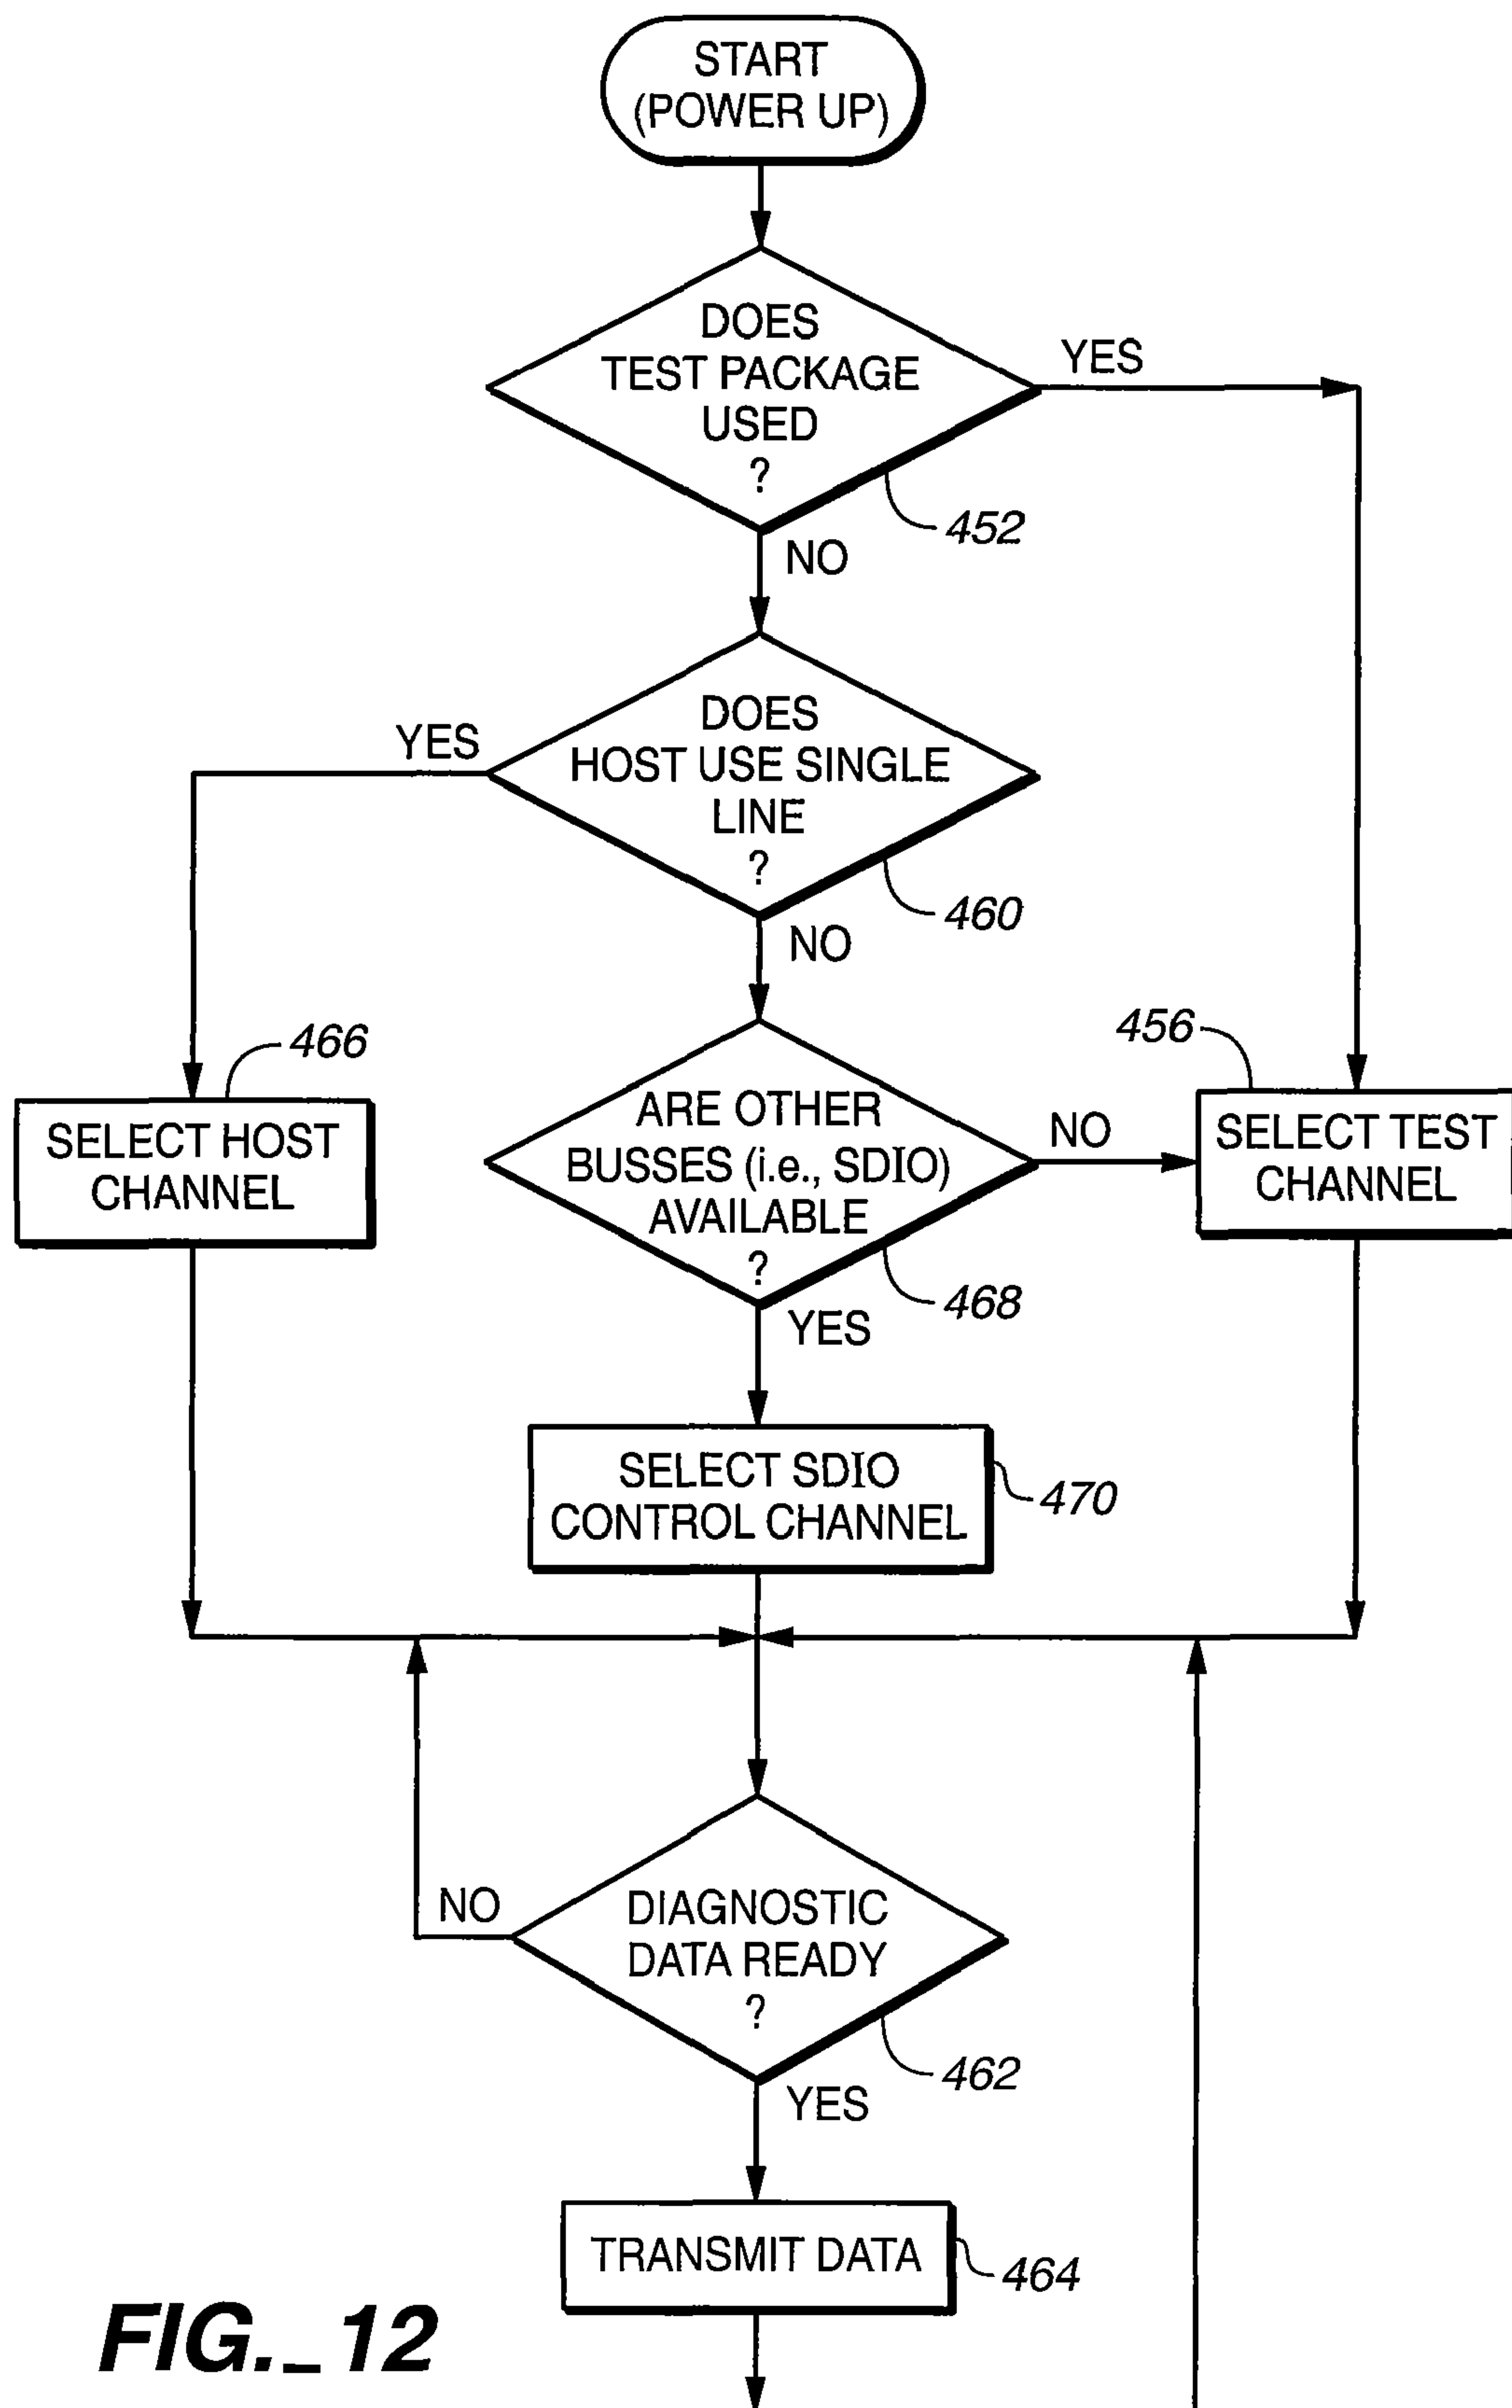 START
(POWER UP)
DOES
TEST PACKAGE
USED
?
YES
452
NO
DOES
HOST USE SINGLE
LINE
?
YES
460
NO
466
SELECT HOST
CHANNEL
ARE OTHER
BUSSES (i.e., SDIO)
AVAILABLE
?
NO
456
SELECT TEST
CHANNEL
468
YES
SELECT SDIO
CONTROL CHANNEL
470
DIAGNOSTIC
DATA READY
?
NO
462
YES
TRANSMIT DATA
464
FIG._12